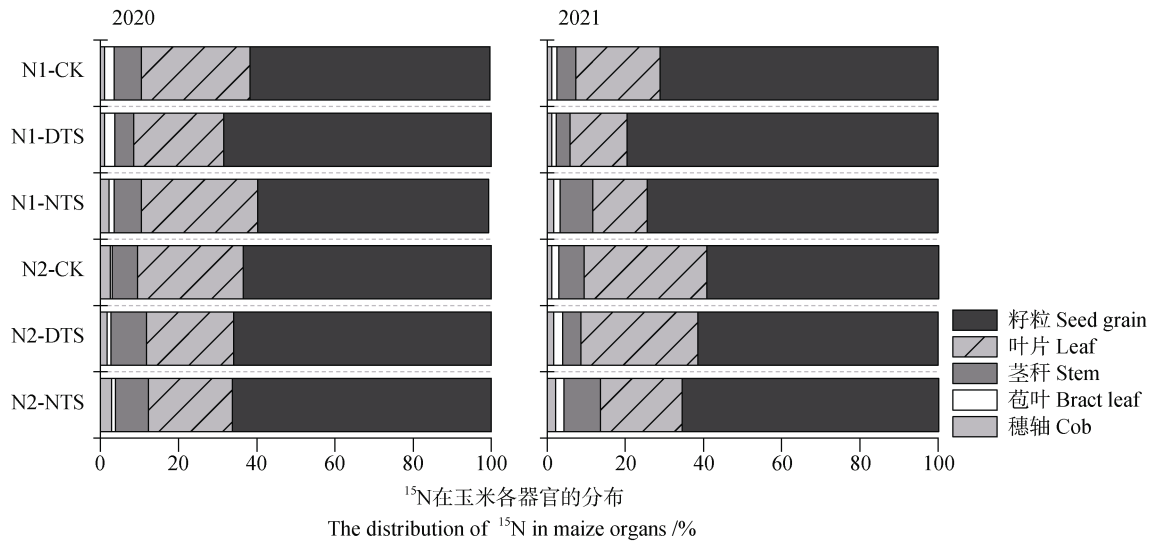 2020
2021
N1-CK
N1-DTS
N1-NTS
N2-CK
N2-DTS
N2-NTS
籽粒 Seed grain
叶片 Leaf
茎秆 Stem
苞叶 Bract leaf
穗轴 Cob
0 20 40 60 80 100
0 20 40 60 80 100
¹⁵N在玉米各器官的分布
The distribution of ¹⁵N in maize organs /%